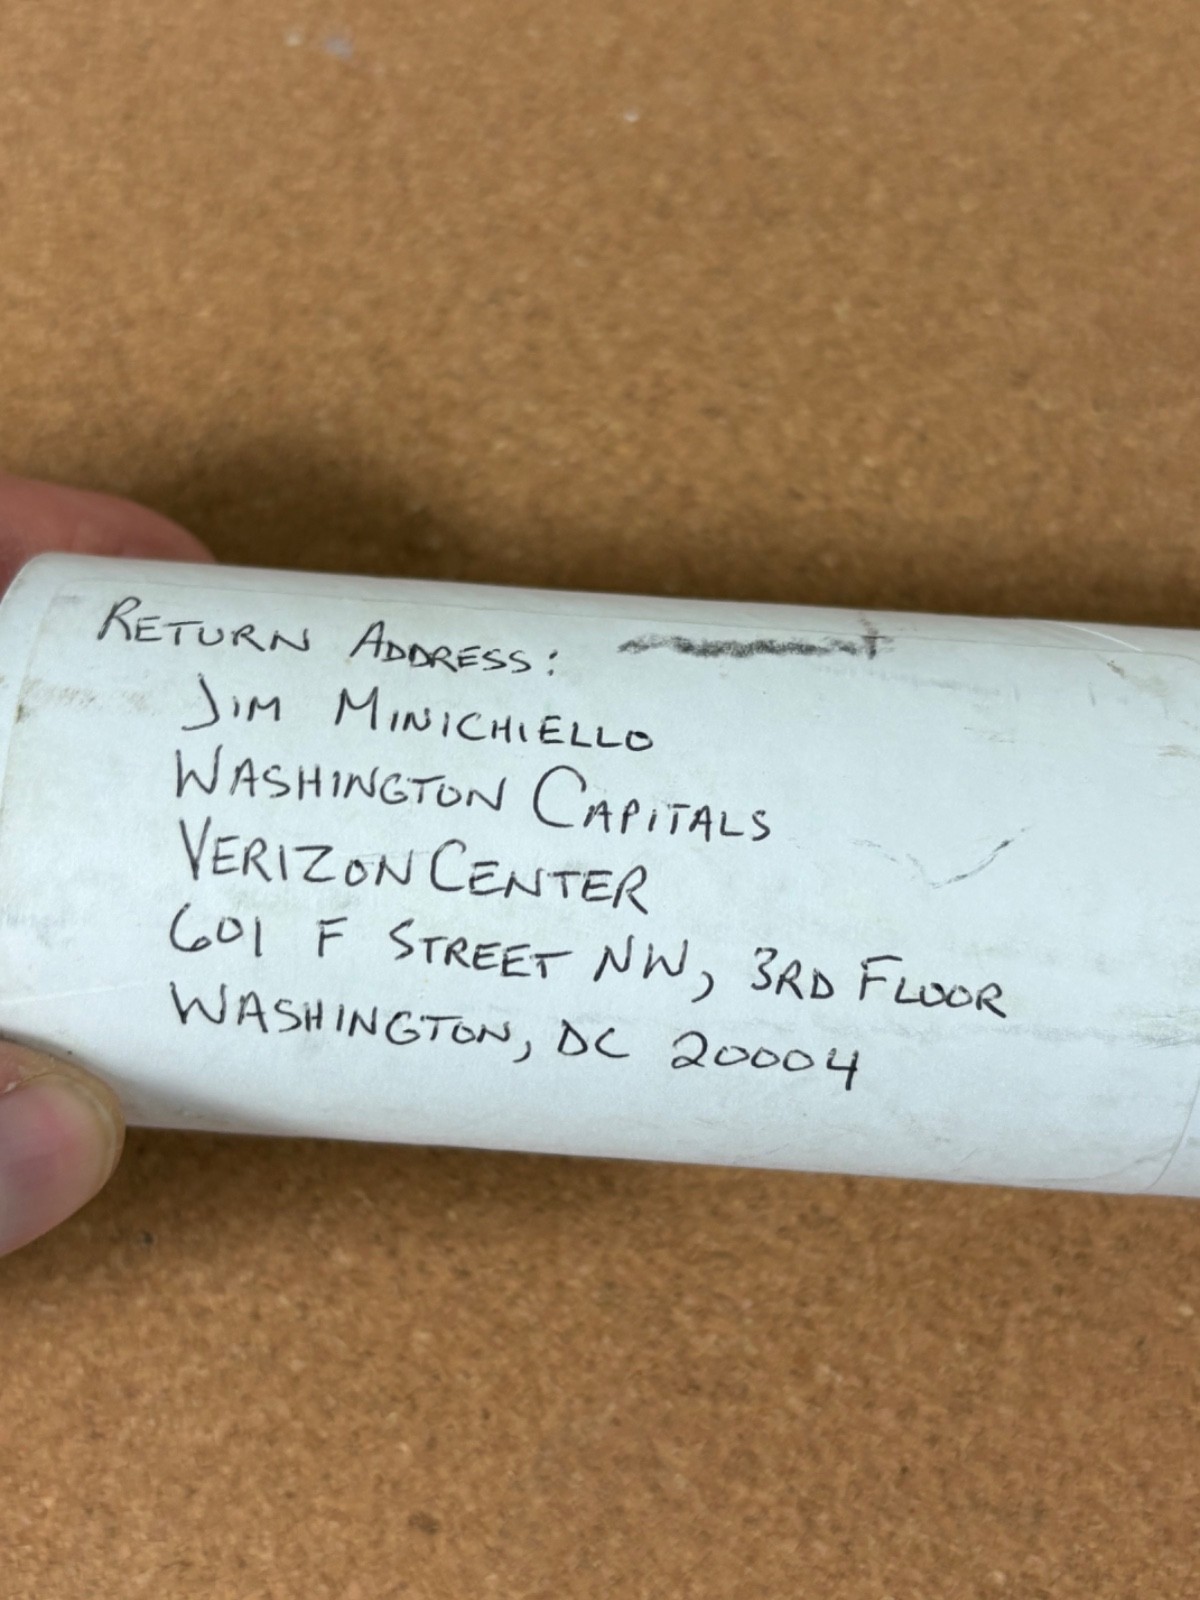 RETURN ADDRESS:
JIM MINICHIELLO
WASHINGTON CAPITALS
VERIZON CENTER
601 F STREET NW, 3RD FLOOR
WASHINGTON, DC 20004